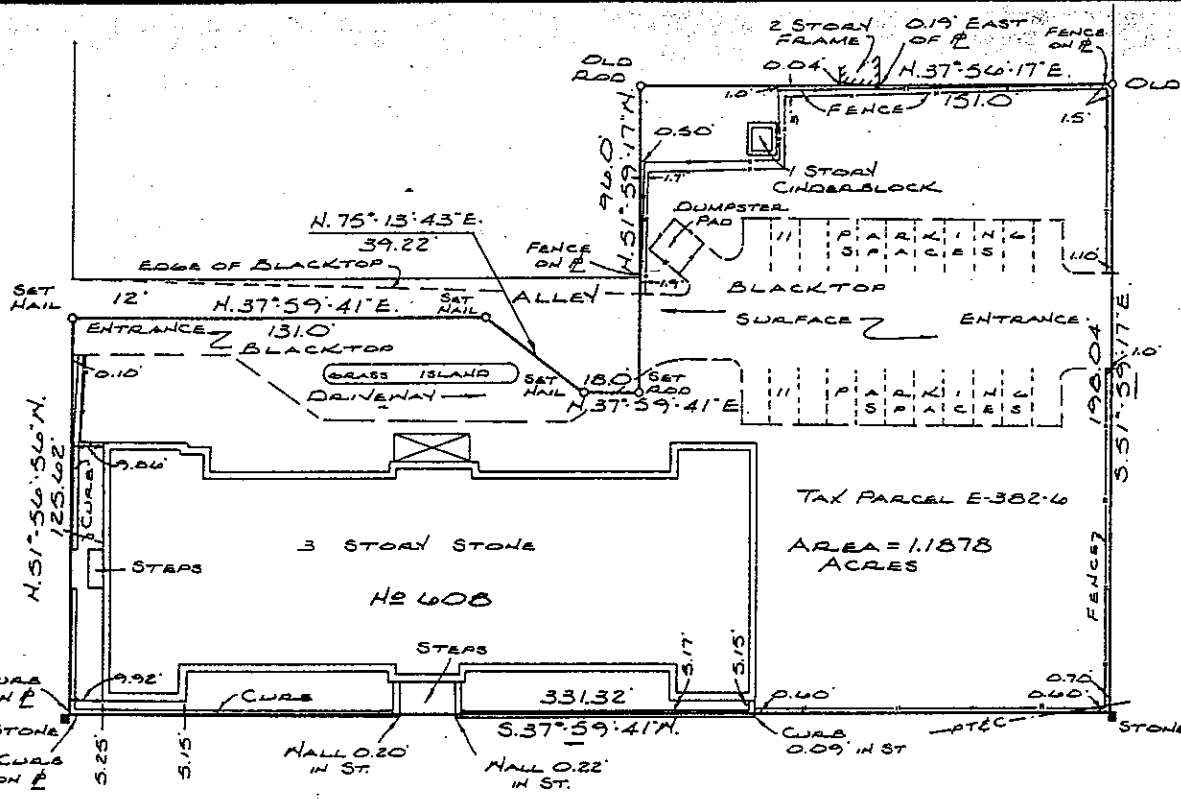 2 STORY
FRAME
0.19' EAST
OF ⅊
FENCE
ON ⅊
OLD
ROD
0.04'
N.37°56'17"E.
OLD
1.0'
FENCE
151.0'
1.5'
0.50'
N.51°59'17"W.
96.0'
1 STORY
CINDERBLOCK
1.7'
DUMPSTER
PAD
N.75°13'43"E.
39.22'
FENCE
ON ⅊
11 PARKING
SPACES
1.10'
EDGE OF BLACKTOP
1.9'
BLACKTOP
SET
NAIL
12'
N.37°59'41"E.
SET
NAIL
ALLEY
SURFACE
ENTRANCE
ENTRANCE
131.0'
BLACKTOP
0.10'
GRASS ISLAND
DRIVEWAY
SET
NAIL
18.0'
SET
ROD
N.37°59'41"E.
11 PARKING
SPACES
1.0'
198.04
S.51°59'17"E.
9.86'
N.51°56'56"W.
125.62'
CURB
TAX PARCEL E-382-6
3 STORY STONE
AREA = 1.1878
ACRES
STEPS
Nº 608
FENCE
STEPS
5.17'
5.15'
9.92'
CURB
331.32'
0.60'
0.70'
0.60'
CURB
ON ⅊
STONE
S.37°59'41"W.
PT&C
STONE
CURB
ON ⅊
5.25'
5.15'
WALL 0.20'
IN ST.
WALL 0.22'
IN ST.
CURB
0.09' IN ST